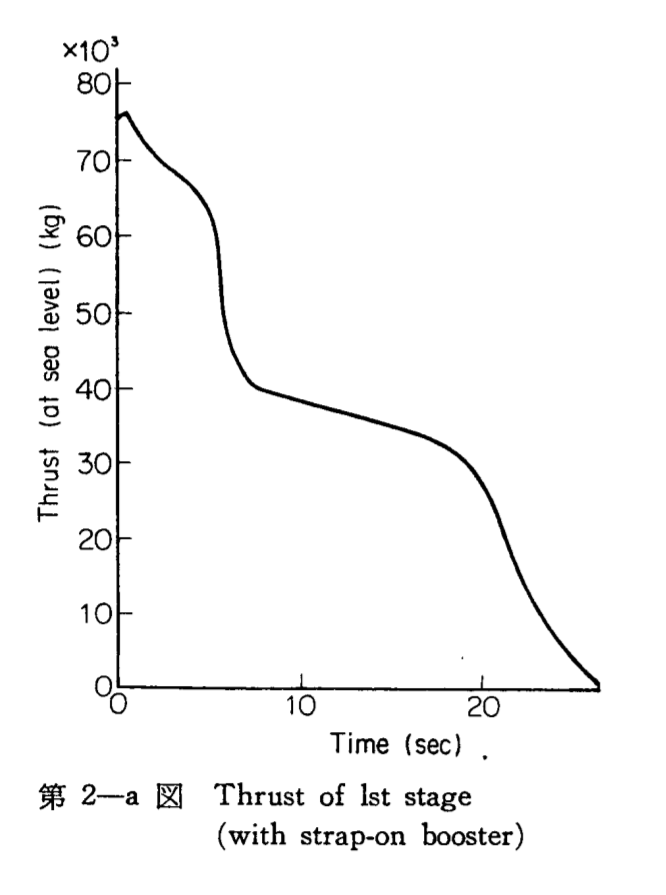 ×10³
80
70
60
50
40
30
20
10
0
Thrust (at sea level) (kg)
0 10 20
Time (sec)
第 2—a 図 Thrust of 1st stage
(with strap-on booster)